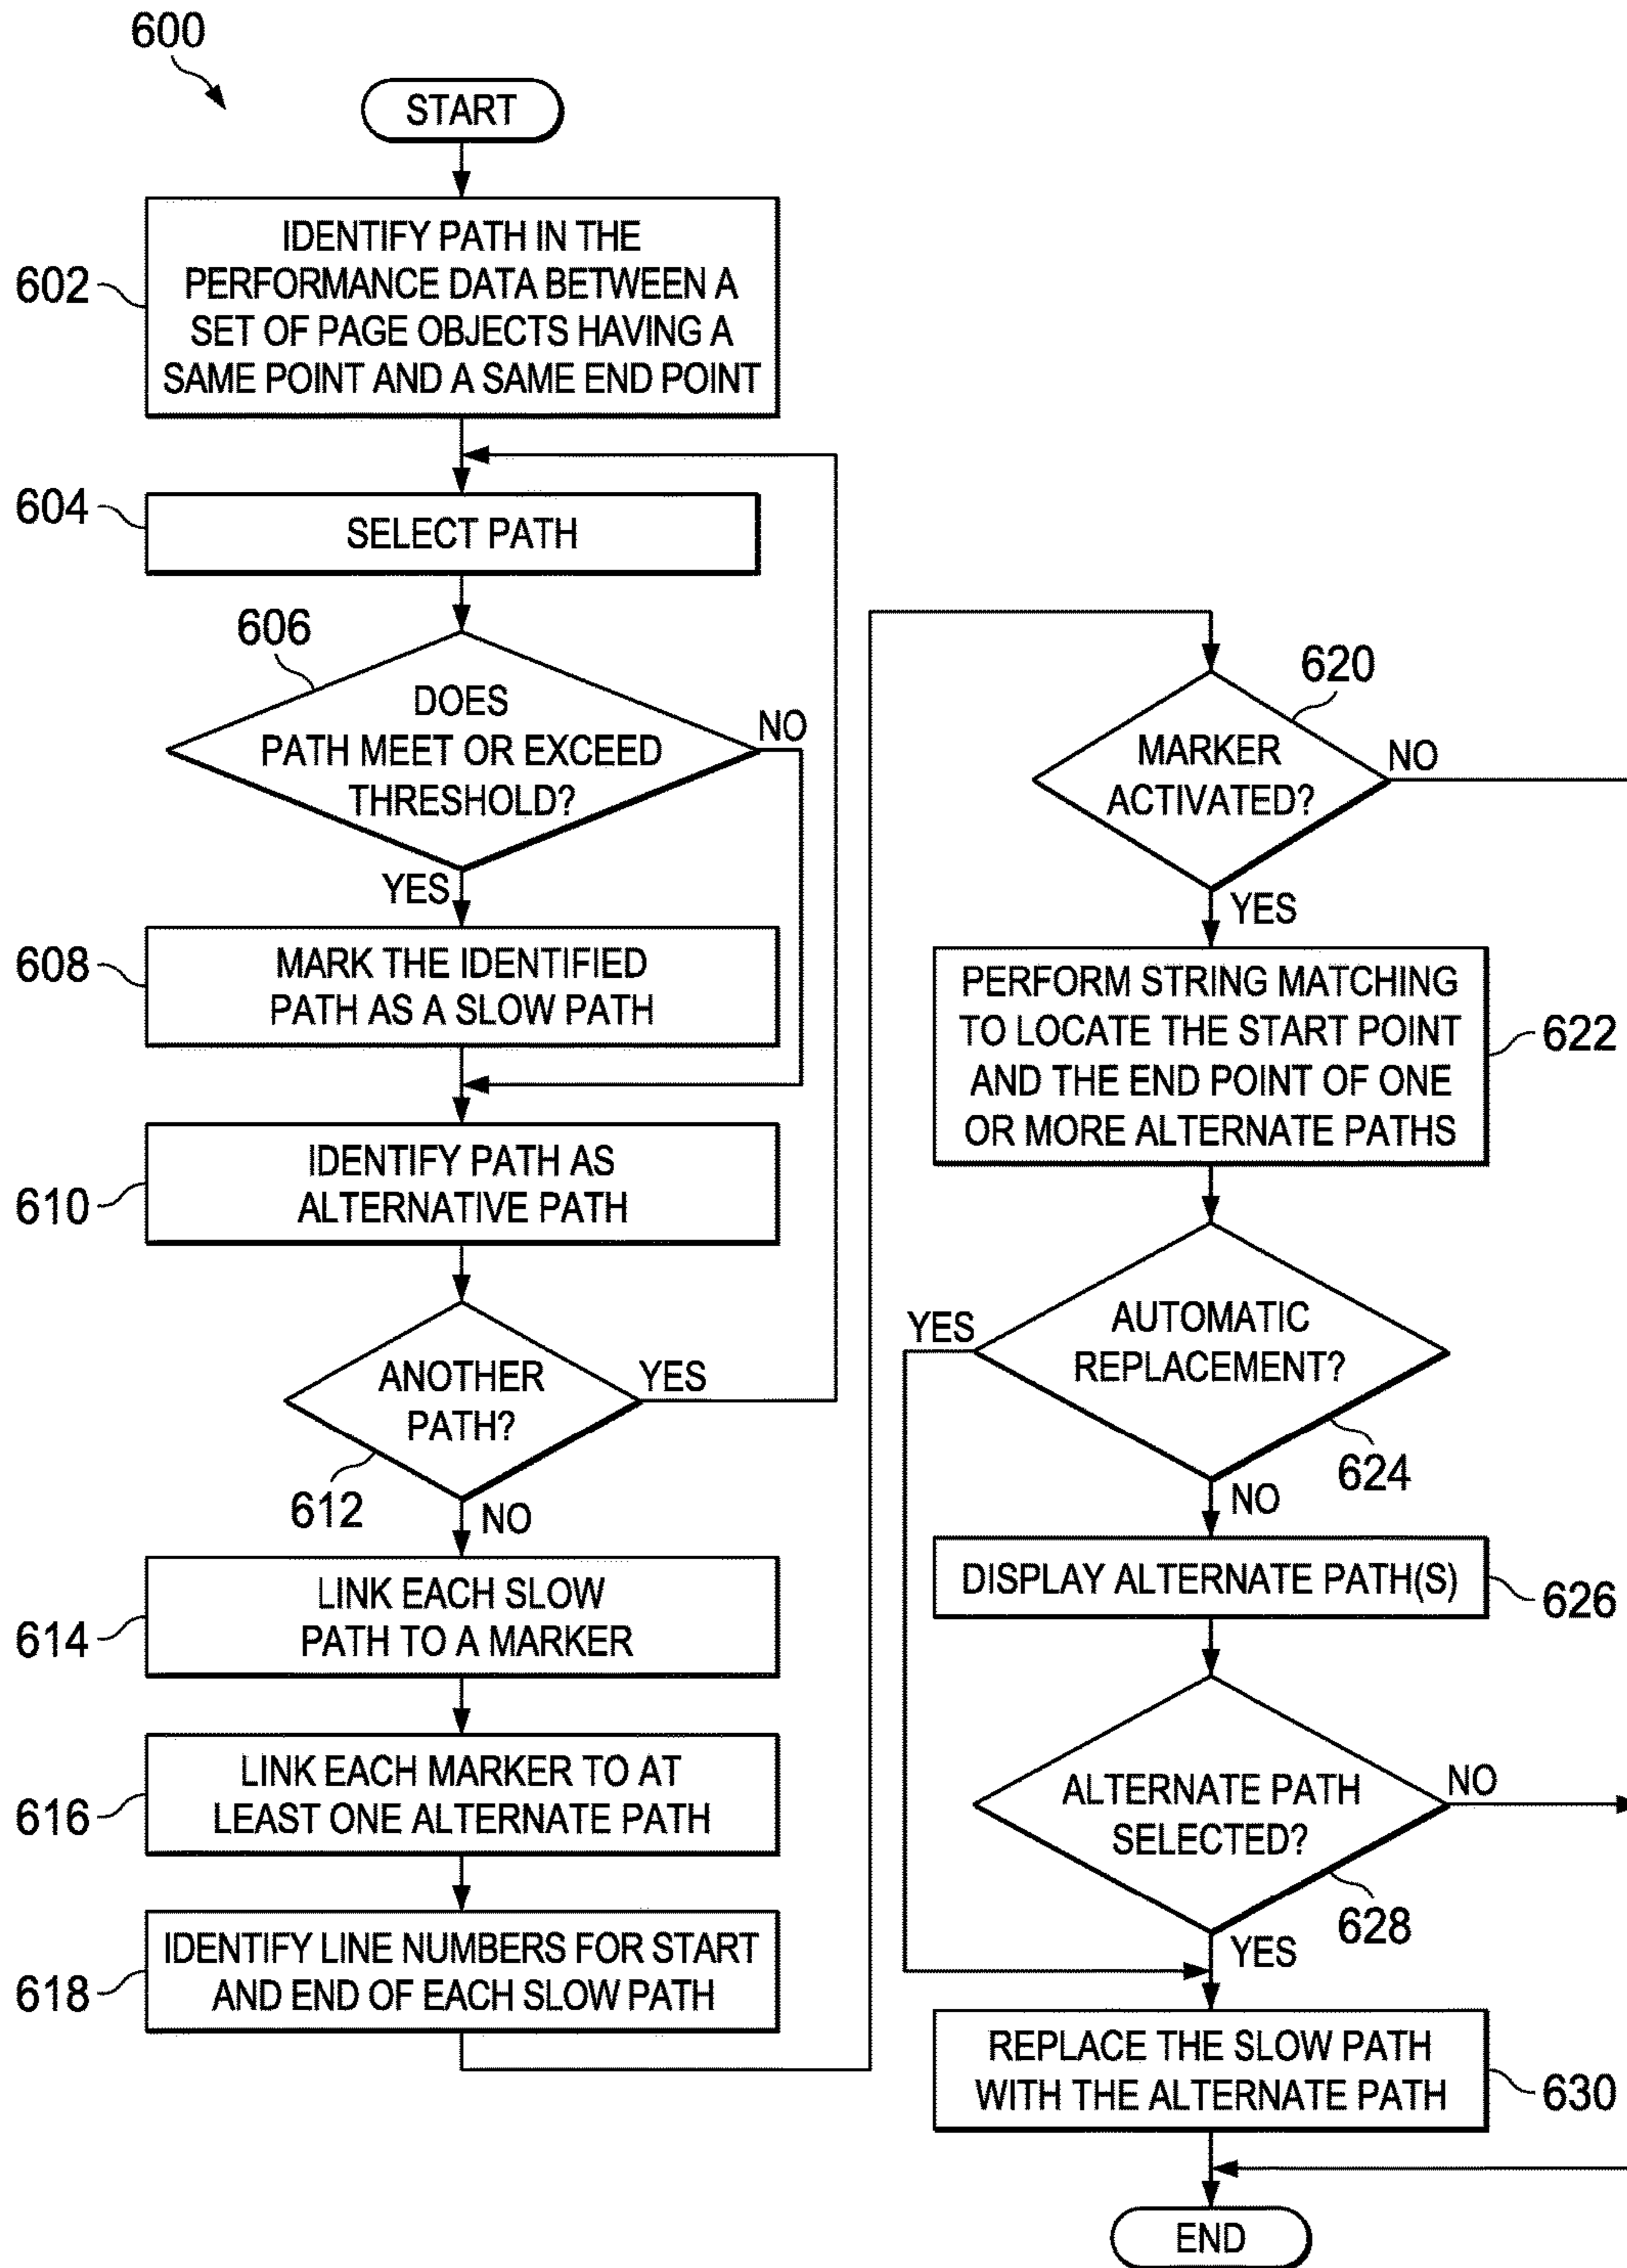 600
START
602
IDENTIFY PATH IN THE
PERFORMANCE DATA BETWEEN A
SET OF PAGE OBJECTS HAVING A
SAME POINT AND A SAME END POINT
604
SELECT PATH
606
DOES
PATH MEET OR EXCEED
THRESHOLD?
NO
YES
608
MARK THE IDENTIFIED
PATH AS A SLOW PATH
610
IDENTIFY PATH AS
ALTERNATIVE PATH
ANOTHER
PATH?
YES
612
NO
614
LINK EACH SLOW
PATH TO A MARKER
616
LINK EACH MARKER TO AT
LEAST ONE ALTERNATE PATH
618
IDENTIFY LINE NUMBERS FOR START
AND END OF EACH SLOW PATH
620
MARKER
ACTIVATED?
NO
YES
PERFORM STRING MATCHING
TO LOCATE THE START POINT
AND THE END POINT OF ONE
OR MORE ALTERNATE PATHS
622
YES
AUTOMATIC
REPLACEMENT?
624
NO
DISPLAY ALTERNATE PATH(S)
626
ALTERNATE PATH
SELECTED?
NO
628
YES
REPLACE THE SLOW PATH
WITH THE ALTERNATE PATH
630
END